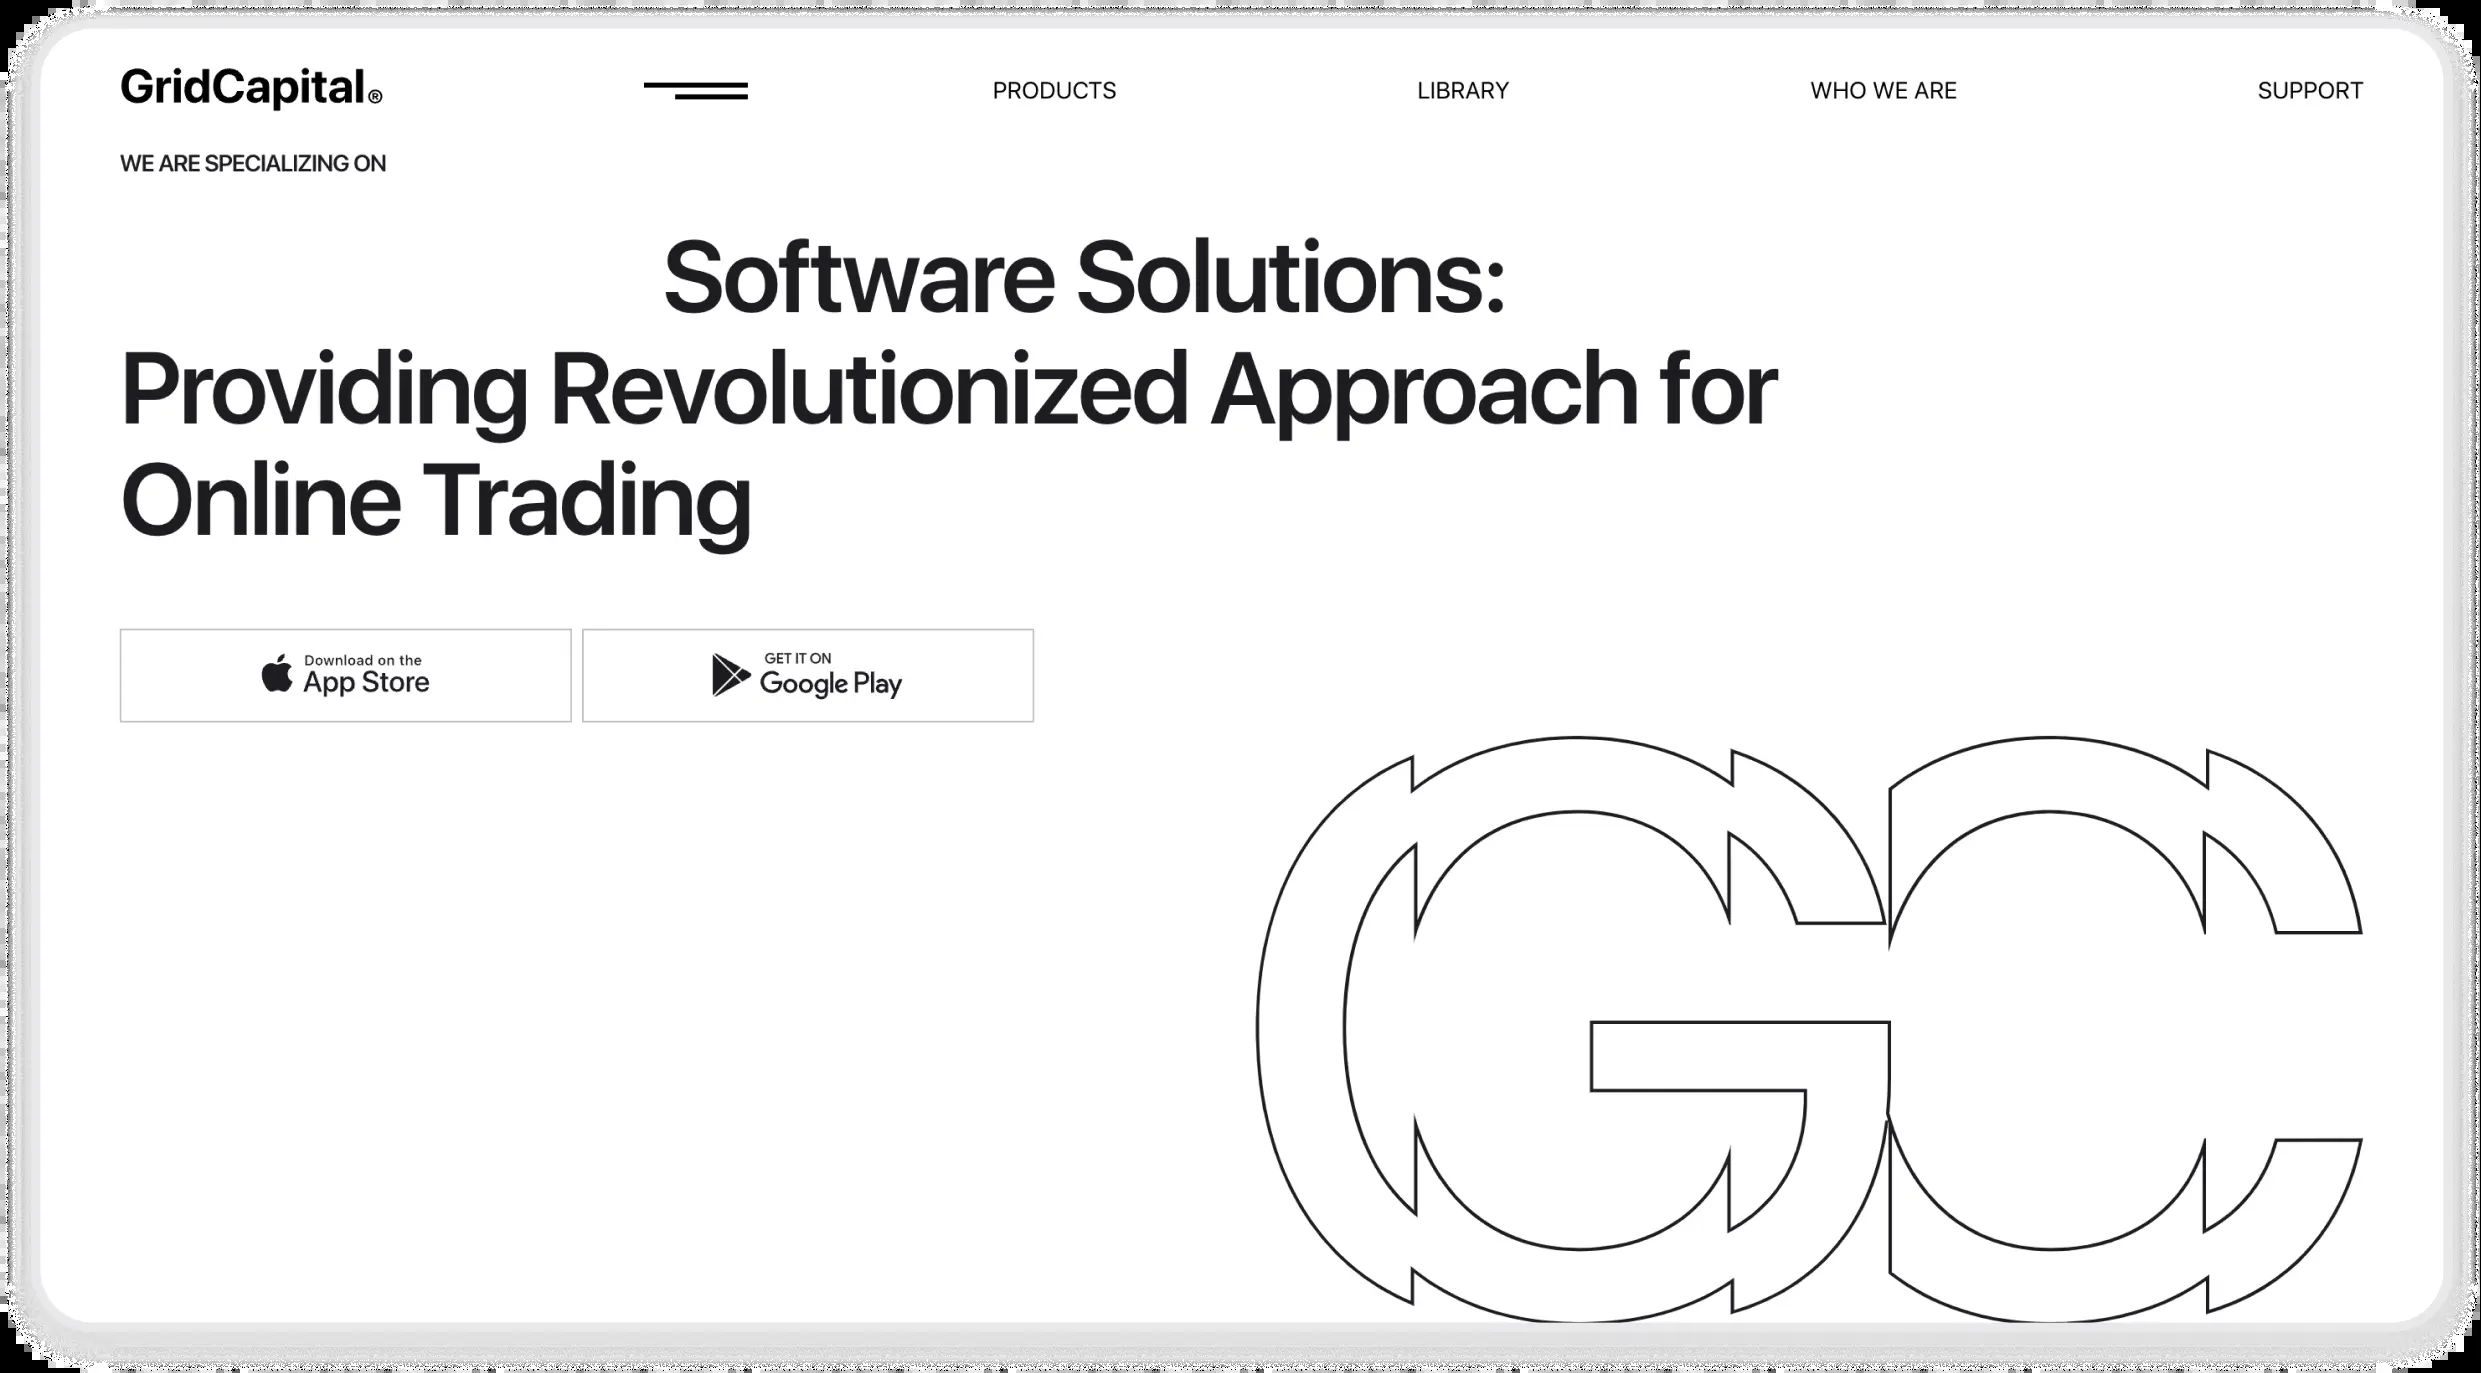 GridCapital®
PRODUCTS
LIBRARY
WHO WE ARE
SUPPORT
WE ARE SPECIALIZING ON
Software Solutions:
Providing Revolutionized Approach for
Online Trading
Download on the
App Store
GET IT ON
Google Play
GC